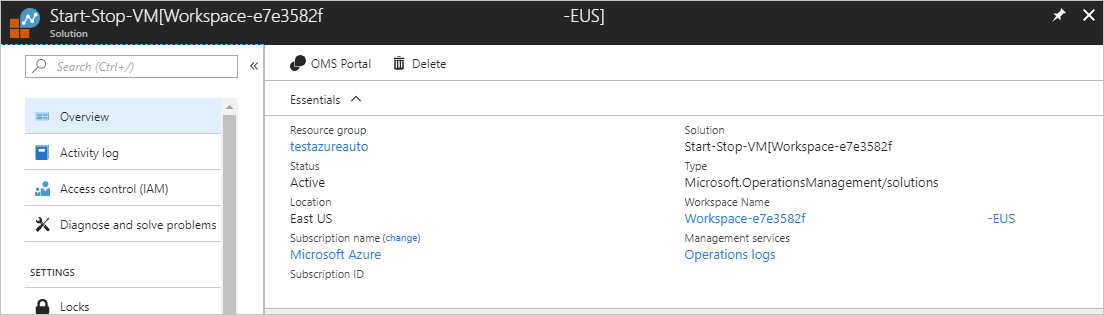 Start-Stop-VM[Workspace-e7e3582f -EUS]
Solution
Search (Ctrl+/)
Overview
Activity log
Access control (IAM)
Diagnose and solve problems
SETTINGS
Locks
OMS Portal Delete
Essentials
Resource group
testazureauto
Status
Active
Location
East US
Subscription name (change)
Microsoft Azure
Subscription ID
Solution
Start-Stop-VM[Workspace-e7e3582f
Type
Microsoft.OperationsManagement/solutions
Workspace Name
Workspace-e7e3582f -EUS
Management services
Operations logs